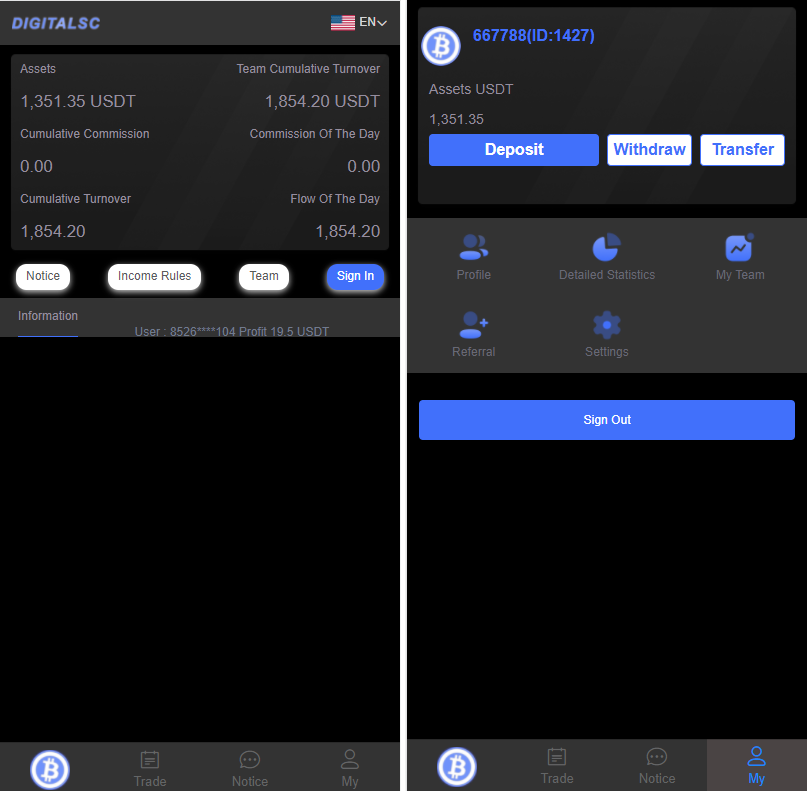 DIGITALSC
EN
Assets
Team Cumulative Turnover
1,351.35 USDT
1,854.20 USDT
Cumulative Commission
Commission Of The Day
0.00
0.00
Cumulative Turnover
Flow Of The Day
1,854.20
1,854.20
Notice
Income Rules
Team
Sign In
Information
User : 8526****104 Profit 19.5 USDT
Trade
Notice
My
667788(ID:1427)
Assets USDT
1,351.35
Deposit
Withdraw
Transfer
Profile
Detailed Statistics
My Team
Referral
Settings
Sign Out
Trade
Notice
My